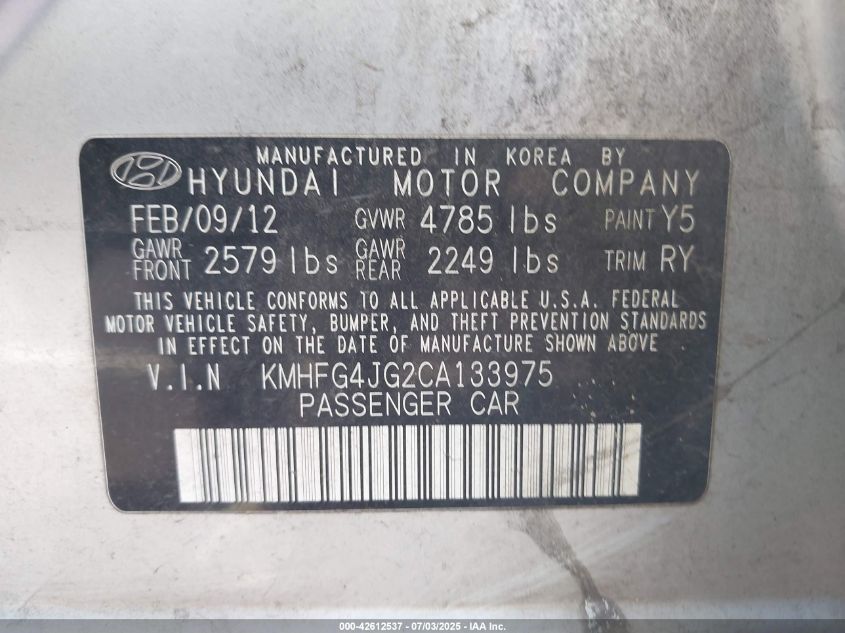 MANUFACTURED IN KOREA BY
HYUNDAI MOTOR COMPANY
FEB/09/12 GVWR 4785 lbs PAINT Y5
GAWR FRONT 2579 lbs GAWR REAR 2249 lbs TRIM RY
THIS VEHICLE CONFORMS TO ALL APPLICABLE U.S.A. FEDERAL
MOTOR VEHICLE SAFETY, BUMPER, AND THEFT PREVENTION STANDARDS
IN EFFECT ON THE DATE OF MANUFACTURE SHOWN ABOVE
V.I.N KMHFG4JG2CA133975
PASSENGER CAR
000-42612537 - 07/03/2025 - IAA Inc.